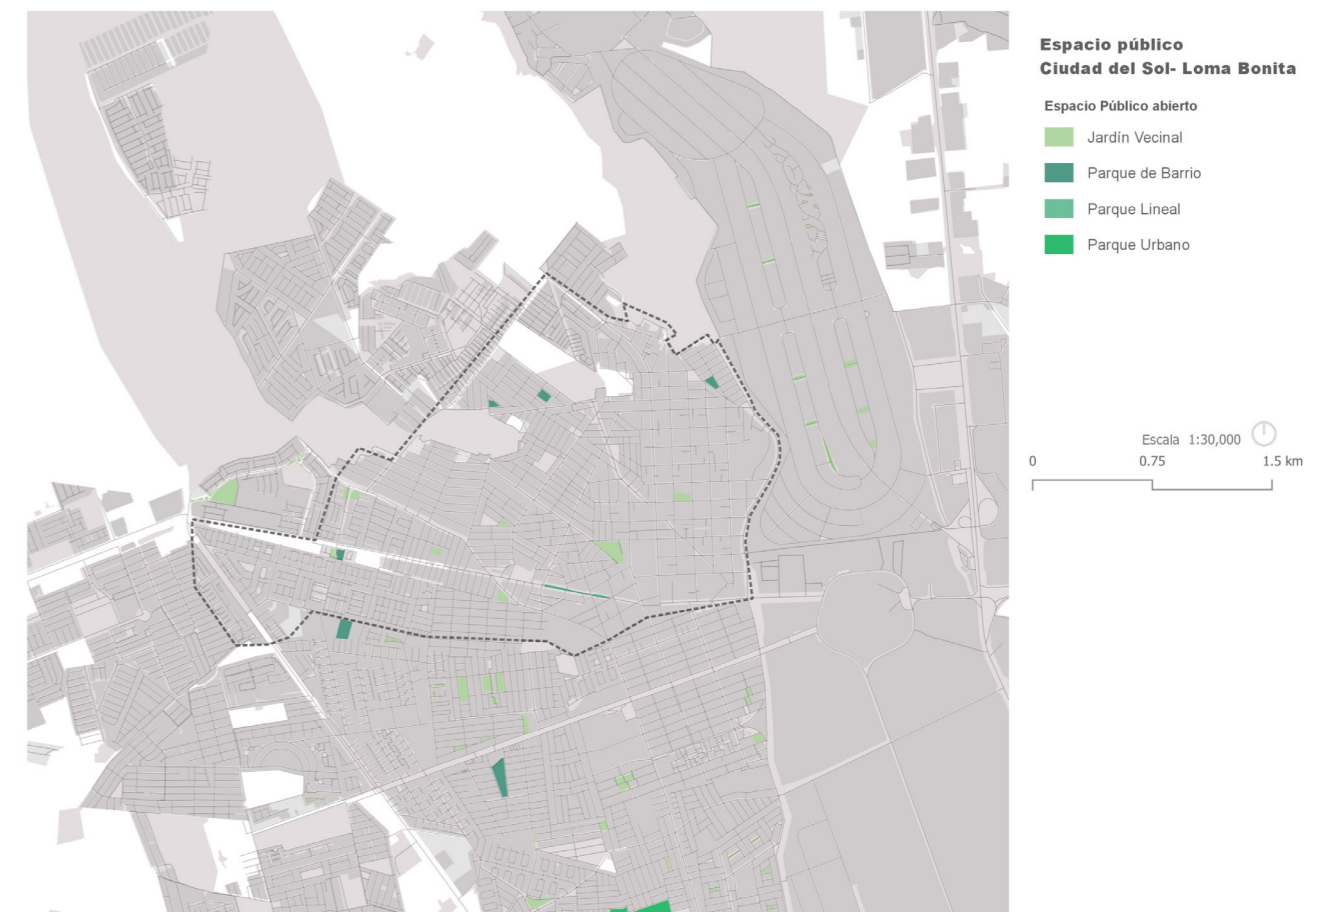 Espacio público
Ciudad del Sol- Loma Bonita
Espacio Público abierto
Jardín Vecinal
Parque de Barrio
Parque Lineal
Parque Urbano
Escala 1:30,000
0 0.75 1.5 km